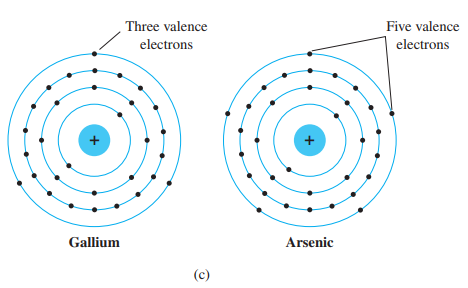 Three valence
electrons
Five valence
electrons
+
+
Gallium
Arsenic
(c)